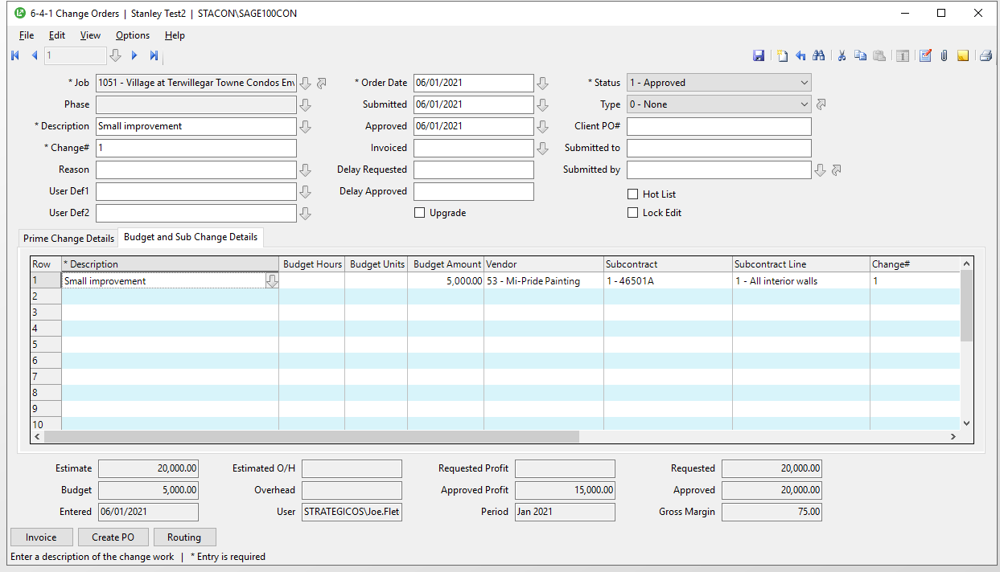 6-4-1 Change Orders | Stanley Test2 | STACON\SAGE100CON
File Edit View Options Help
1
* Job 1051 - Village at Terwillegar Towne Condos Env * Order Date 06/01/2021 * Status 1 - Approved
Phase Submitted 06/01/2021 Type 0 - None
* Description Small improvement Approved 06/01/2021 Client PO#
* Change# 1 Invoiced Submitted to
Reason Delay Requested Submitted by
User Def1 Delay Approved Hot List
User Def2 Upgrade Lock Edit
Prime Change Details Budget and Sub Change Details
Row * Description Budget Hours Budget Units Budget Amount Vendor Subcontract Subcontract Line Change#
1 Small improvement 5,000.00 53 - Mi-Pride Painting 1 - 46501A 1 - All interior walls 1
2
3
4
5
6
7
8
9
10
Estimate 20,000.00 Estimated O/H Requested Profit Requested 20,000.00
Budget 5,000.00 Overhead Approved Profit 15,000.00 Approved 20,000.00
Entered 06/01/2021 User STRATEGICOS\Joe.Flet Period Jan 2021 Gross Margin 75.00
Invoice Create PO Routing
Enter a description of the change work | * Entry is required